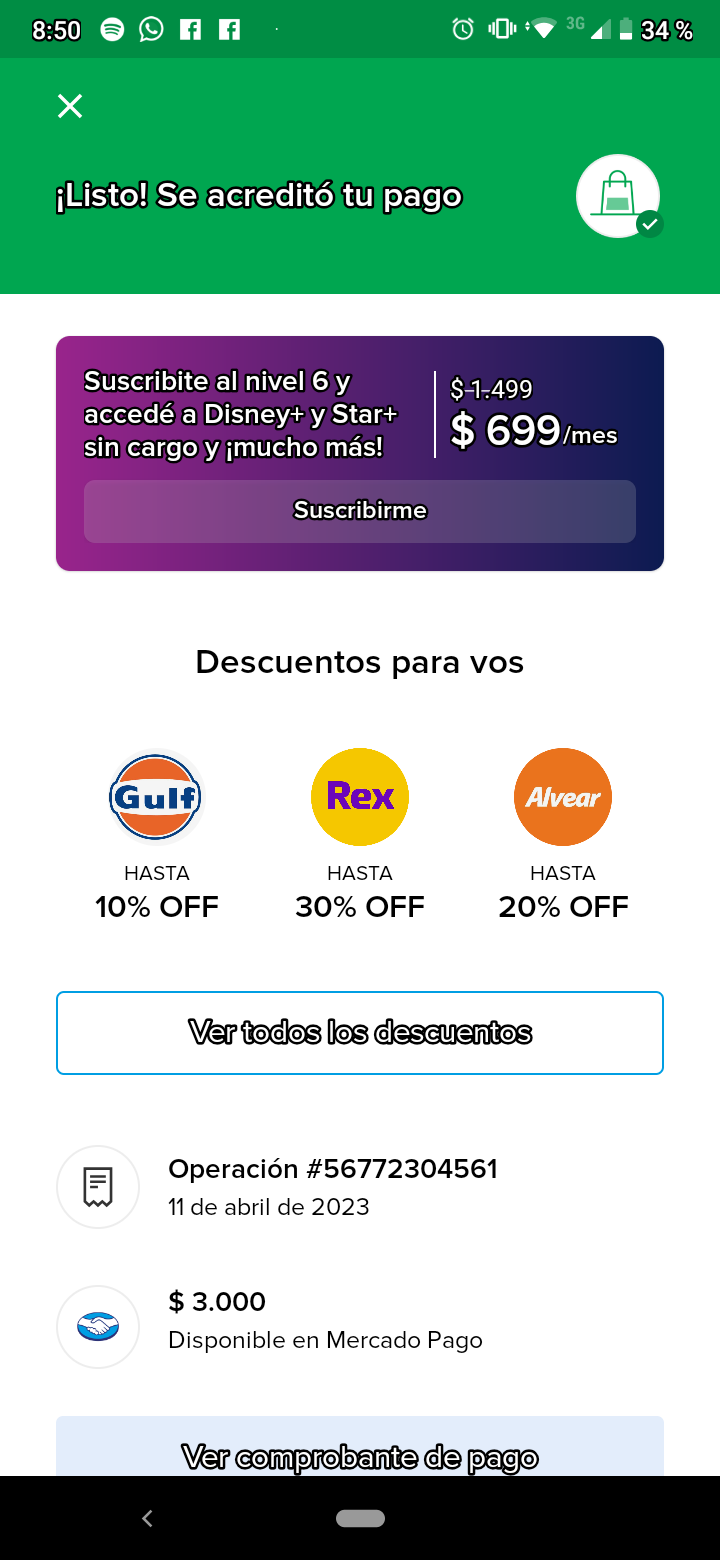 8:50
3G
34 %
¡Listo! Se acreditó tu pago
Suscribite al nivel 6 y
accedé a Disney+ y Star+
sin cargo y ¡mucho más!
$ 1.499
$ 699/mes
Suscribirme
Descuentos para vos
Gulf
Rex
Alvear
HASTA
HASTA
HASTA
10% OFF
30% OFF
20% OFF
Ver todos los descuentos
Operación #56772304561
11 de abril de 2023
$ 3.000
Disponible en Mercado Pago
Ver comprobante de pago